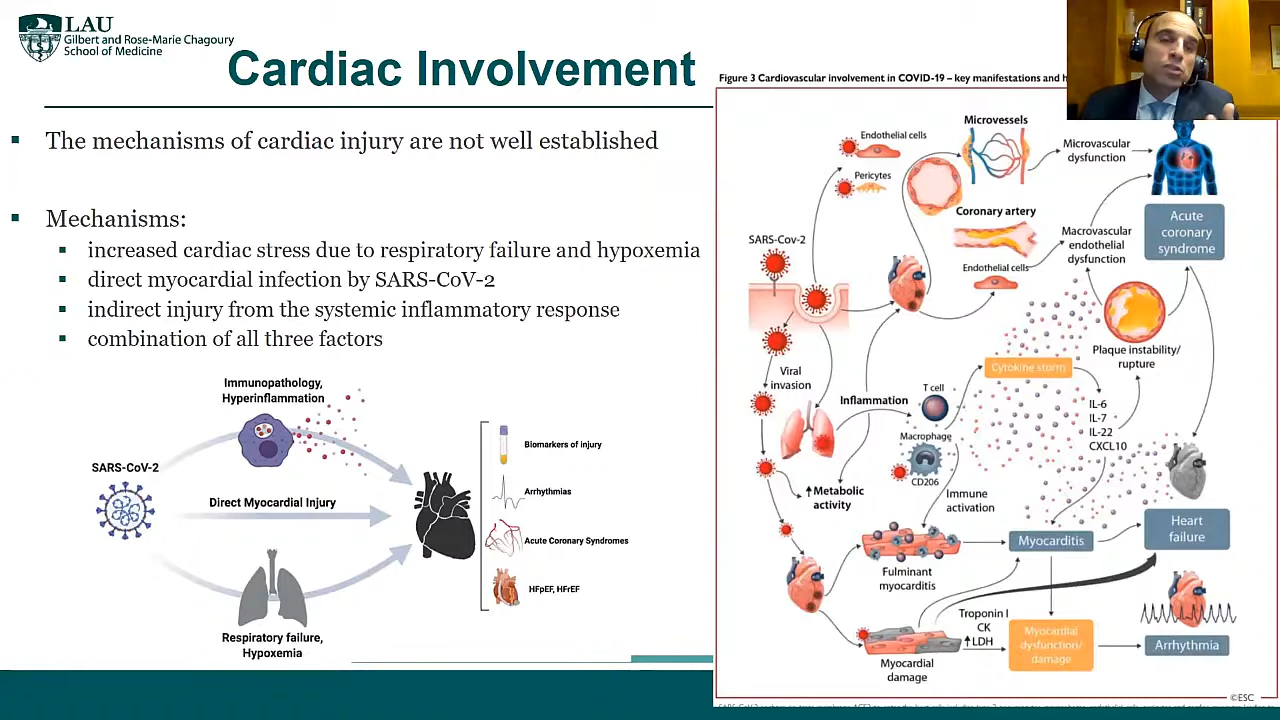 LAU
Gilbert and Rose-Marie Chagoury
School of Medicine
Cardiac Involvement
▪ The mechanisms of cardiac injury are not well established
▪ Mechanisms:
▪ increased cardiac stress due to respiratory failure and hypoxemia
▪ direct myocardial infection by SARS-CoV-2
▪ indirect injury from the systemic inflammatory response
▪ combination of all three factors
Immunopathology,
Hyperinflammation
SARS-CoV-2
Direct Myocardial Injury
Respiratory failure,
Hypoxemia
Biomarkers of injury
Arrhythmias
Acute Coronary Syndromes
HFpEF, HFrEF
Figure 3 Cardiovascular involvement in COVID-19 – key manifestations and
Endothelial cells
Pericytes
Microvessels
Microvascular
dysfunction
Coronary artery
SARS-Cov-2
Macrovascular
endothelial
dysfunction
Acute
coronary
syndrome
Endothelial cells
Plaque instability/
rupture
Viral
invasion
Cytokine storm
T cell
Inflammation
IL-6
IL-7
IL-22
CXCL10
Macrophage
CD206
↑Metabolic
activity
Immune
activation
Fulminant
myocarditis
Myocarditis
Heart
failure
Troponin I
CK
↑LDH
Myocardial
damage
Myocardial
dysfunction/
damage
Arrhythmia
©ESC